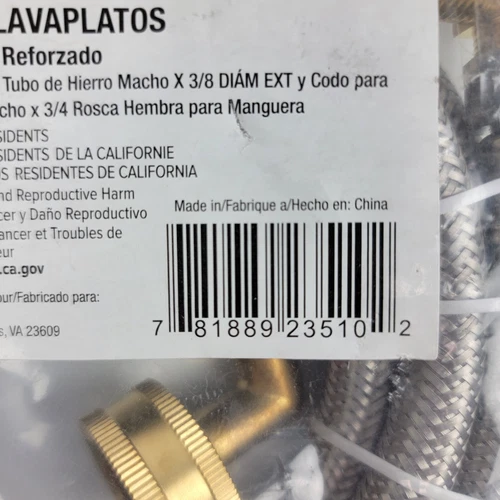 LAVAPLATOS
Reforzado
Tubo de Hierro Macho X 3/8 DIÁM EXT y Codo para
cho x 3/4 Rosca Hembra para Manguera
SIDENTS
SIDENTS DE LA CALIFORNIE
S RESIDENTES DE CALIFORNIA
nd Reproductive Harm
cer y Daño Reproductivo
ancer et Troubles de
eur
.ca.gov
our/Fabricado para:
s, VA 23609
Made in/Fabrique a/Hecho en: China
7 81889 23510 2